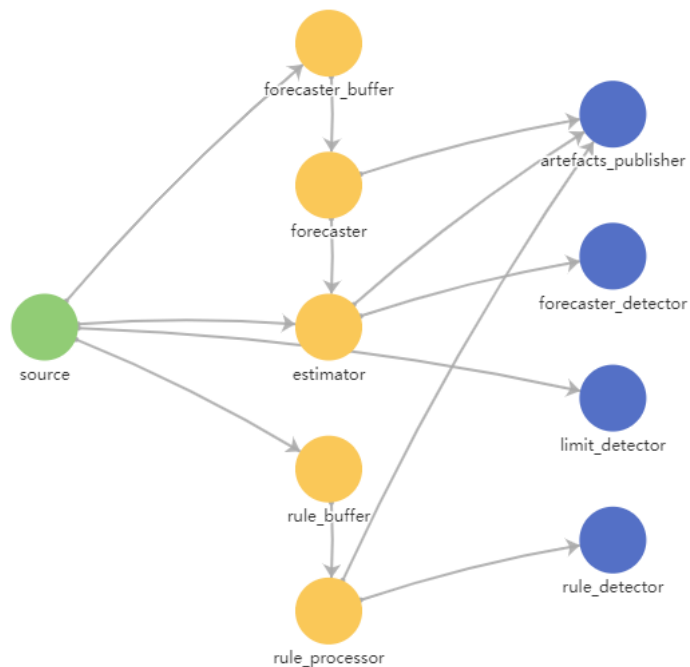 forecaster_buffer
artefacts_publisher
forecaster
forecaster_detector
source
estimator
limit_detector
rule_buffer
rule_detector
rule_processor